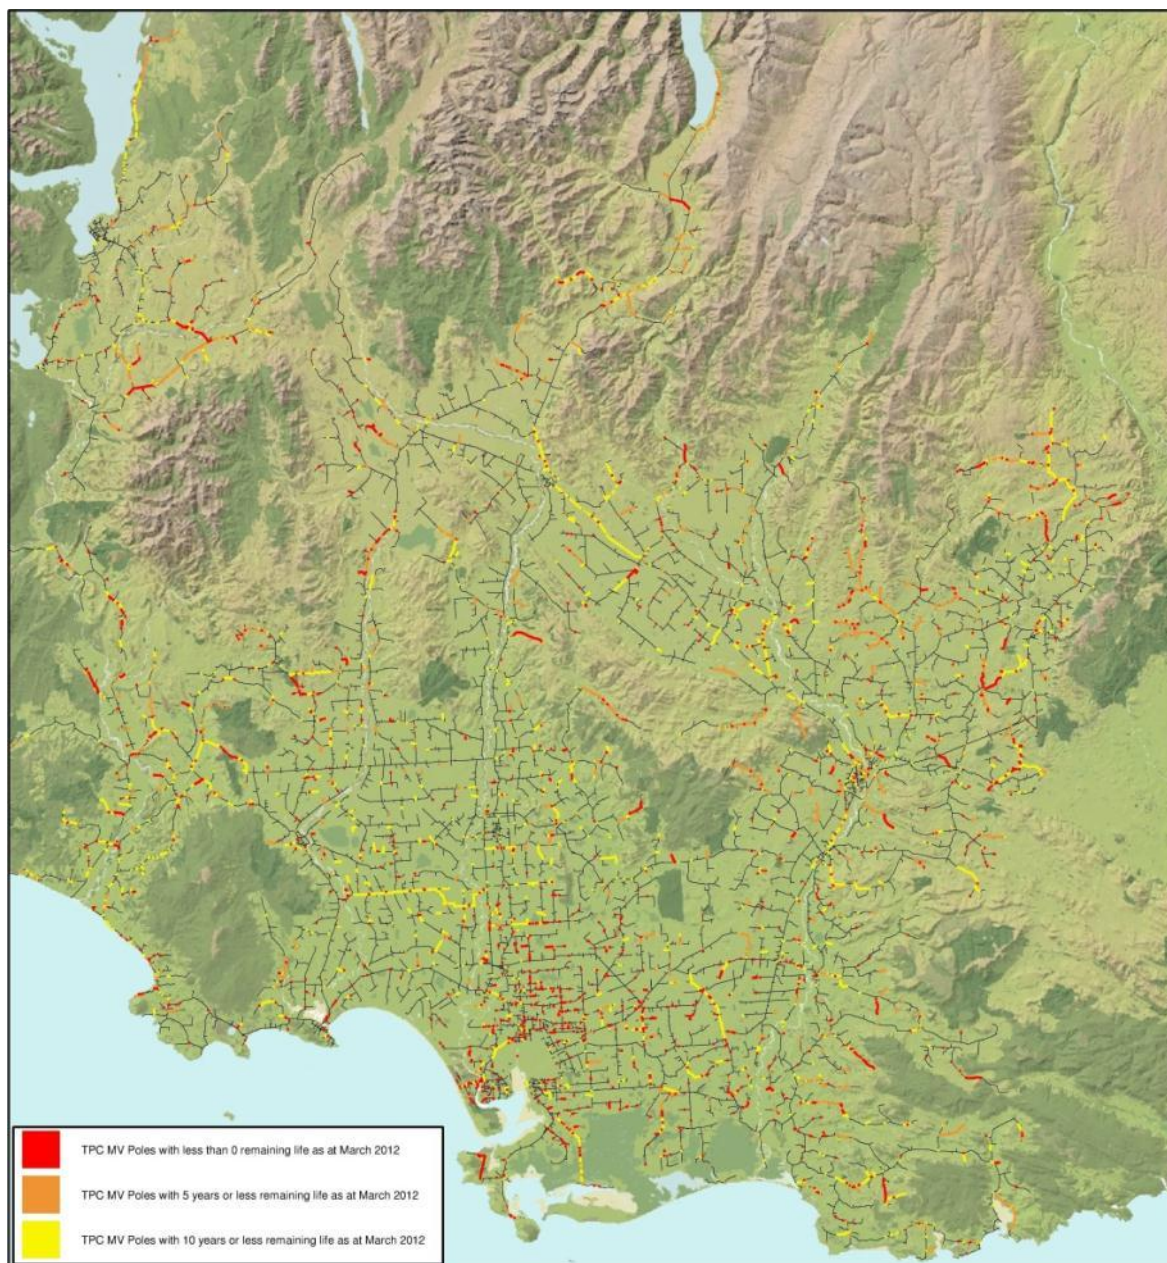 TPC MV Poles with less than 0 remaining life as at March 2012
TPC MV Poles with 5 years or less remaining life as at March 2012
TPC MV Poles with 10 years or less remaining life as at March 2012